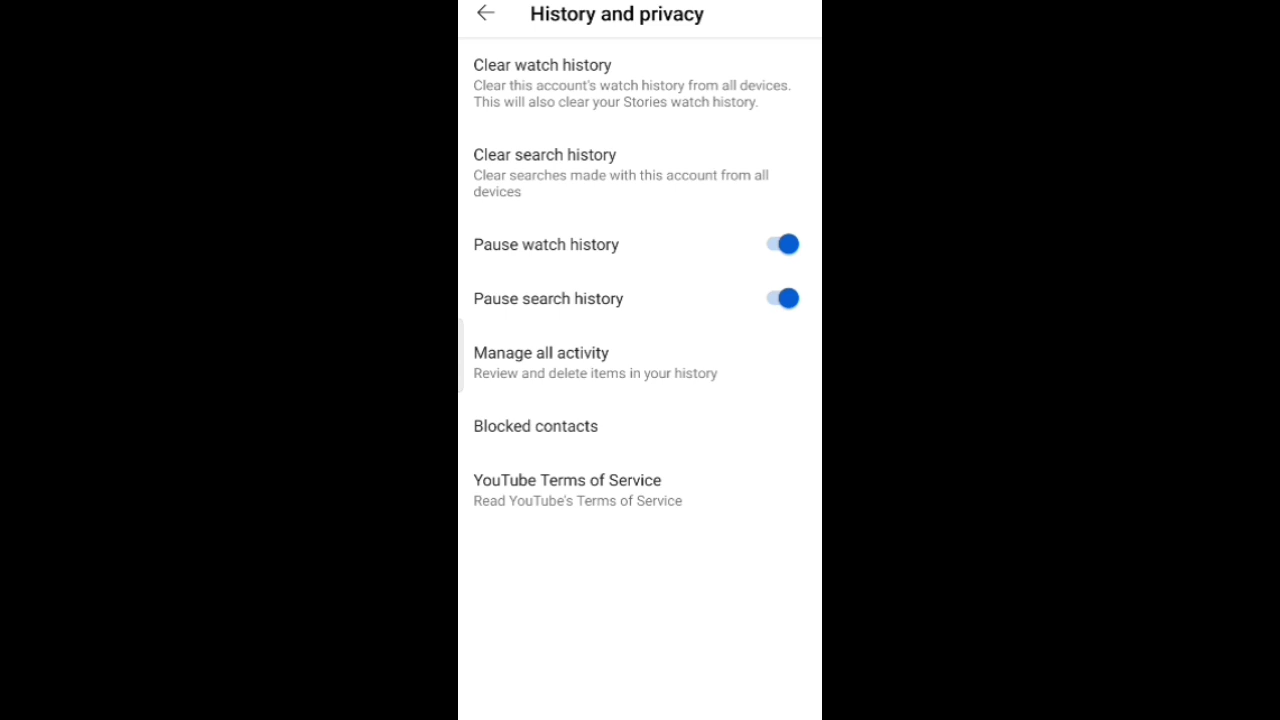 History and privacy
Clear watch history
Clear this account's watch history from all devices.
This will also clear your Stories watch history.
Clear search history
Clear searches made with this account from all
devices
Pause watch history
Pause search history
Manage all activity
Review and delete items in your history
Blocked contacts
YouTube Terms of Service
Read YouTube's Terms of Service